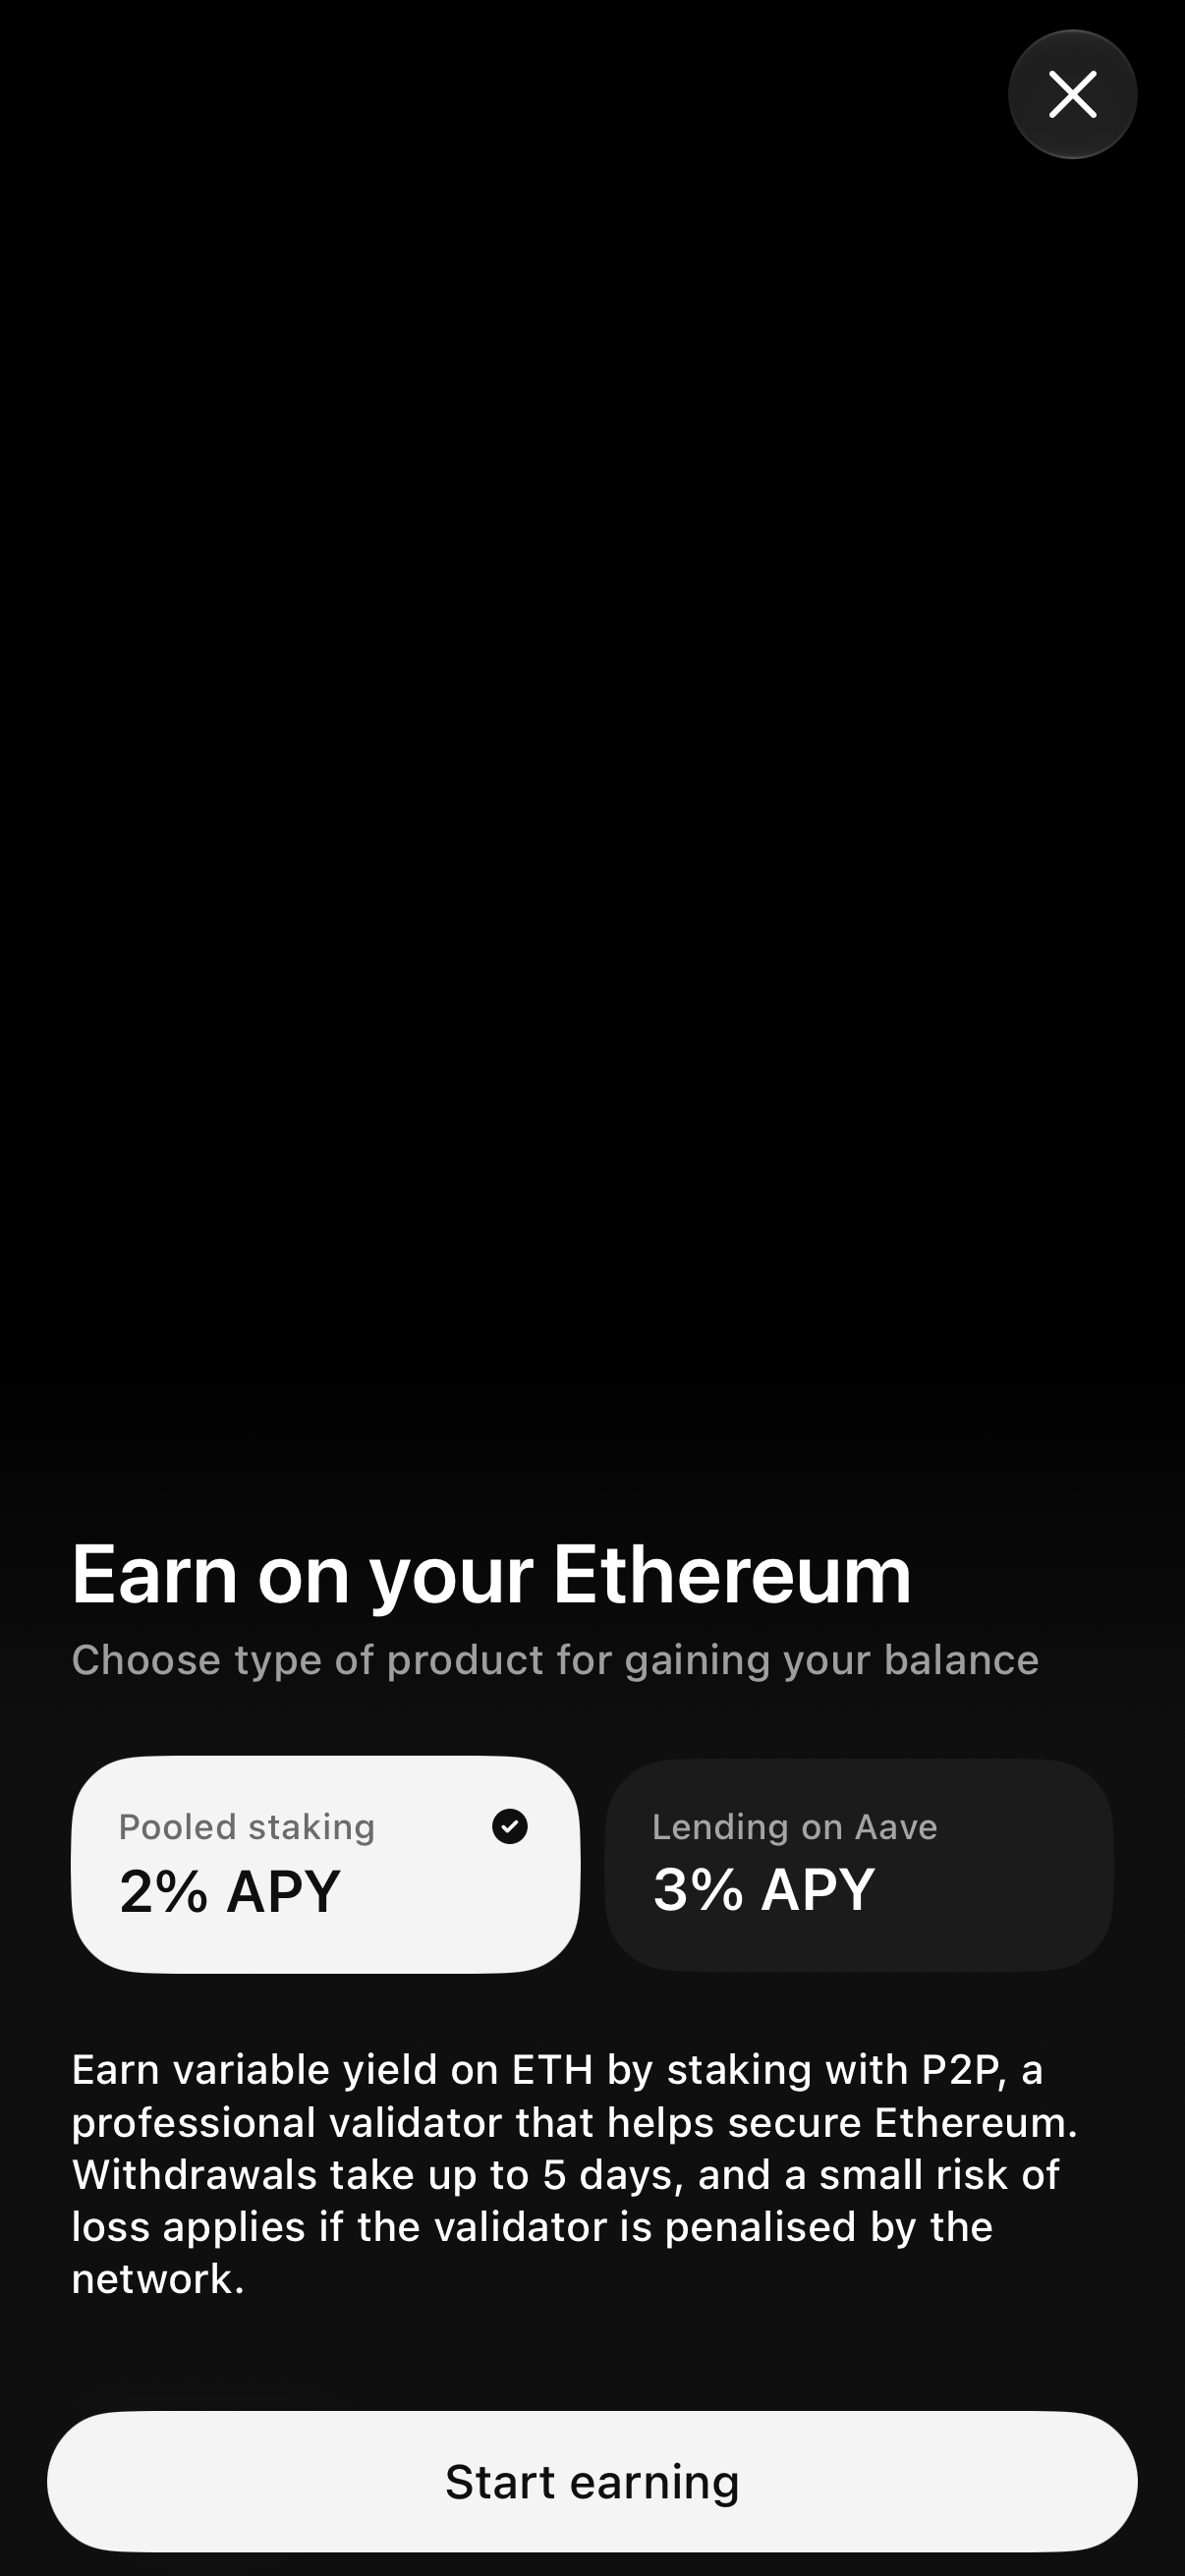 Earn on your Ethereum
Choose type of product for gaining your balance
Pooled staking
2% APY
Lending on Aave
3% APY
Earn variable yield on ETH by staking with P2P, a
professional validator that helps secure Ethereum.
Withdrawals take up to 5 days, and a small risk of
loss applies if the validator is penalised by the
network.
Start earning